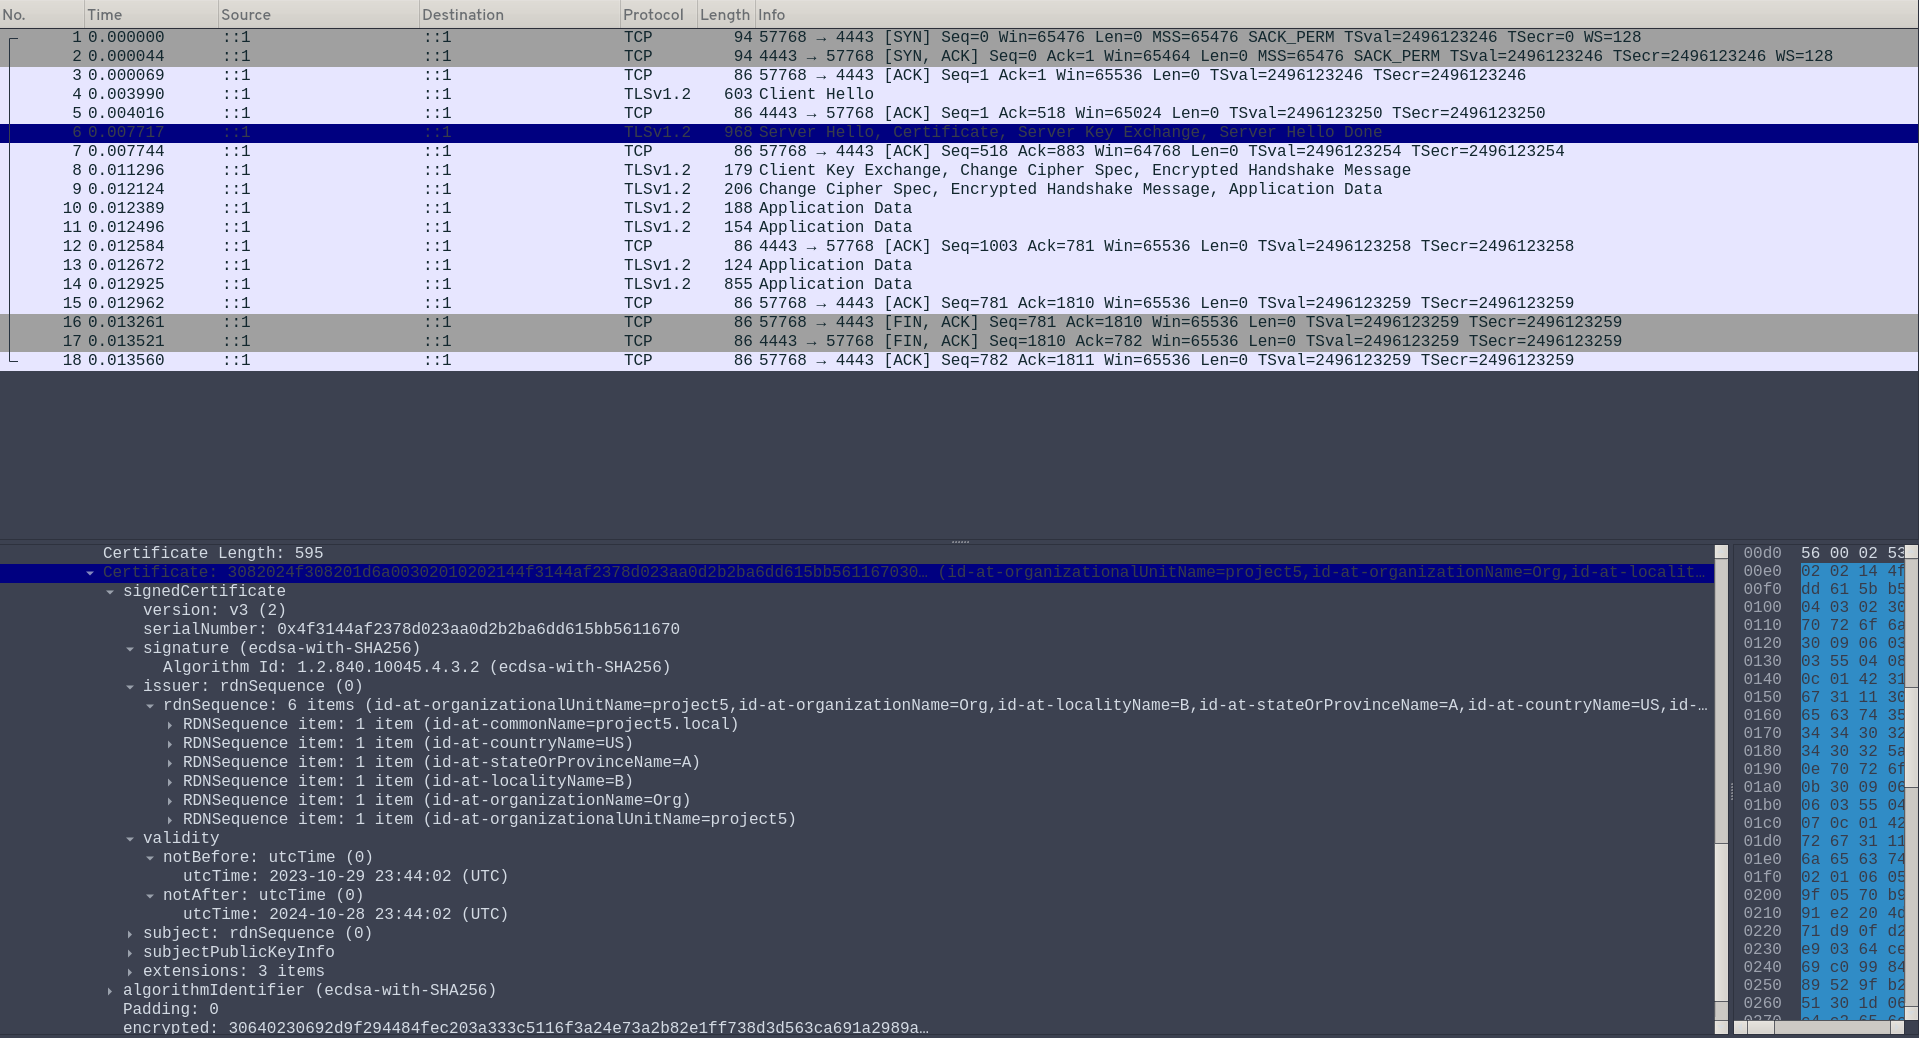 No. Time Source Destination Protocol Length Info
1 0.000000 ::1 ::1 TCP 94 57768 → 4443 [SYN] Seq=0 Win=65476 Len=0 MSS=65476 SACK_PERM TSval=2496123246 TSecr=0 WS=128
2 0.000044 ::1 ::1 TCP 94 4443 → 57768 [SYN, ACK] Seq=0 Ack=1 Win=65464 Len=0 MSS=65476 SACK_PERM TSval=2496123246 TSecr=2496123246 WS=128
3 0.000069 ::1 ::1 TCP 86 57768 → 4443 [ACK] Seq=1 Ack=1 Win=65536 Len=0 TSval=2496123246 TSecr=2496123246
4 0.003990 ::1 ::1 TLSv1.2 603 Client Hello
5 0.004016 ::1 ::1 TCP 86 4443 → 57768 [ACK] Seq=1 Ack=518 Win=65024 Len=0 TSval=2496123250 TSecr=2496123250
6 0.007717 ::1 ::1 TLSv1.2 968 Server Hello, Certificate, Server Key Exchange, Server Hello Done
7 0.007744 ::1 ::1 TCP 86 57768 → 4443 [ACK] Seq=518 Ack=883 Win=64768 Len=0 TSval=2496123254 TSecr=2496123254
8 0.011296 ::1 ::1 TLSv1.2 179 Client Key Exchange, Change Cipher Spec, Encrypted Handshake Message
9 0.012124 ::1 ::1 TLSv1.2 206 Change Cipher Spec, Encrypted Handshake Message, Application Data
10 0.012389 ::1 ::1 TLSv1.2 188 Application Data
11 0.012496 ::1 ::1 TLSv1.2 154 Application Data
12 0.012584 ::1 ::1 TCP 86 4443 → 57768 [ACK] Seq=1003 Ack=781 Win=65536 Len=0 TSval=2496123258 TSecr=2496123258
13 0.012672 ::1 ::1 TLSv1.2 124 Application Data
14 0.012925 ::1 ::1 TLSv1.2 855 Application Data
15 0.012962 ::1 ::1 TCP 86 57768 → 4443 [ACK] Seq=781 Ack=1810 Win=65536 Len=0 TSval=2496123259 TSecr=2496123259
16 0.013261 ::1 ::1 TCP 86 57768 → 4443 [FIN, ACK] Seq=781 Ack=1810 Win=65536 Len=0 TSval=2496123259 TSecr=2496123259
17 0.013521 ::1 ::1 TCP 86 4443 → 57768 [FIN, ACK] Seq=1810 Ack=782 Win=65536 Len=0 TSval=2496123259 TSecr=2496123259
18 0.013560 ::1 ::1 TCP 86 57768 → 4443 [ACK] Seq=782 Ack=1811 Win=65536 Len=0 TSval=2496123259 TSecr=2496123259
Certificate Length: 595
Certificate: 3082024f308201d6a00302010202144f3144af2378d023aa0d2b2ba6dd615bb561167030… (id-at-organizationalUnitName=project5,id-at-organizationName=Org,id-at-localit…
signedCertificate
version: v3 (2)
serialNumber: 0x4f3144af2378d023aa0d2b2ba6dd615bb5611670
signature (ecdsa-with-SHA256)
Algorithm Id: 1.2.840.10045.4.3.2 (ecdsa-with-SHA256)
issuer: rdnSequence (0)
rdnSequence: 6 items (id-at-organizationalUnitName=project5,id-at-organizationName=Org,id-at-localityName=B,id-at-stateOrProvinceName=A,id-at-countryName=US,id-…
RDNSequence item: 1 item (id-at-commonName=project5.local)
RDNSequence item: 1 item (id-at-countryName=US)
RDNSequence item: 1 item (id-at-stateOrProvinceName=A)
RDNSequence item: 1 item (id-at-localityName=B)
RDNSequence item: 1 item (id-at-organizationName=Org)
RDNSequence item: 1 item (id-at-organizationalUnitName=project5)
validity
notBefore: utcTime (0)
utcTime: 2023-10-29 23:44:02 (UTC)
notAfter: utcTime (0)
utcTime: 2024-10-28 23:44:02 (UTC)
subject: rdnSequence (0)
subjectPublicKeyInfo
extensions: 3 items
algorithmIdentifier (ecdsa-with-SHA256)
Padding: 0
encrypted: 30640230692d9f294484fec203a333c5116f3a24e73a2b82e1ff738d3d563ca691a2989a…
00d0 56 00 02 53
00e0 02 02 14 4f
00f0 dd 61 5b b5
0100 04 03 02 30
0110 70 72 6f 6a
0120 30 09 06 03
0130 03 55 04 08
0140 0c 01 42 31
0150 67 31 11 30
0160 65 63 74 35
0170 34 34 30 32
0180 34 30 32 5a
0190 0e 70 72 6f
01a0 0b 30 09 06
01b0 06 03 55 04
01c0 07 0c 01 42
01d0 72 67 31 11
01e0 6a 65 63 74
01f0 02 01 06 05
0200 9f 05 70 b9
0210 91 e2 20 4d
0220 71 d9 0f d2
0230 e9 03 64 ce
0240 69 c0 99 84
0250 89 52 9f b2
0260 51 30 1d 06